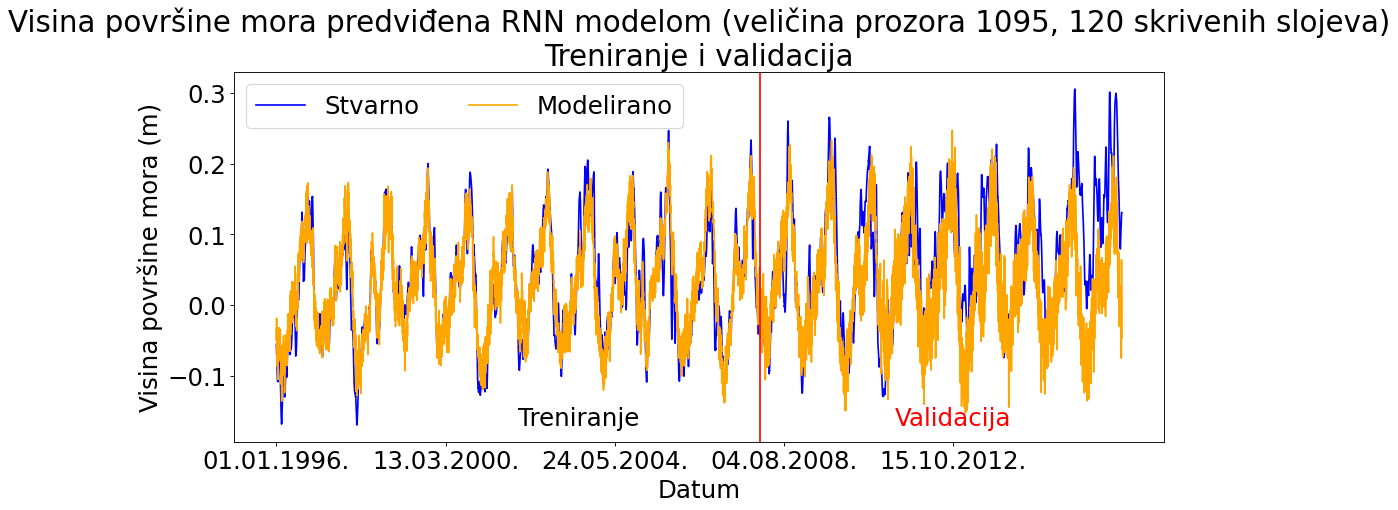 Visina površine mora predviđena RNN modelom (veličina prozora 1095, 120 skrivenih slojeva)
Treniranje i validacija
Stvarno
Modelirano
0.3
0.2
0.1
0.0
−0.1
Visina površine mora (m)
Treniranje
Validacija
01.01.1996.
13.03.2000.
24.05.2004.
04.08.2008.
15.10.2012.
Datum